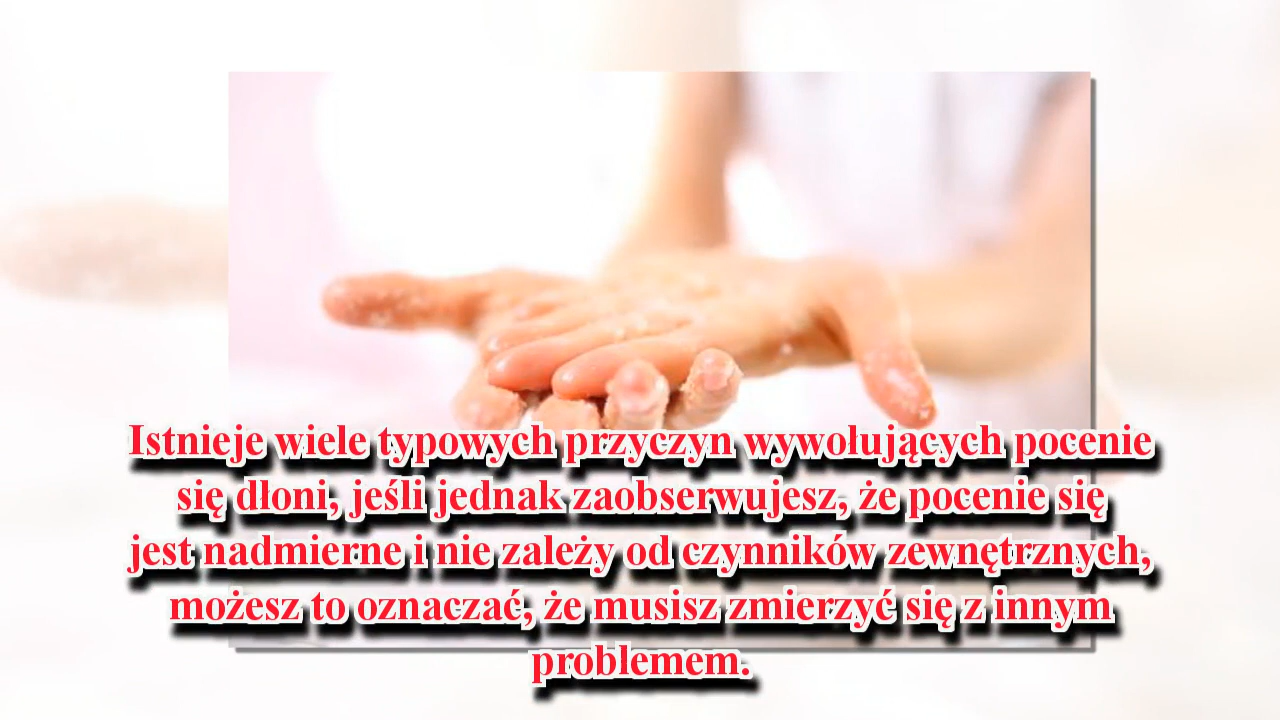 Istnieje wiele typowych przyczyn wywołujących pocenie
się dłoni, jeśli jednak zaobserwujesz, że pocenie się
jest nadmierne i nie zależy od czynników zewnętrznych,
możesz to oznaczać, że musisz zmierzyć się z innym
problemem.